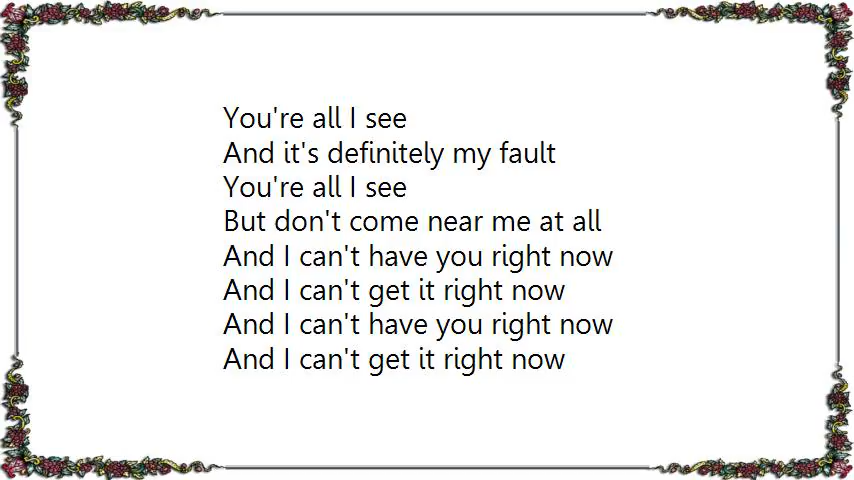 You're all I see
And it's definitely my fault
You're all I see
But don't come near me at all
And I can't have you right now
And I can't get it right now
And I can't have you right now
And I can't get it right now